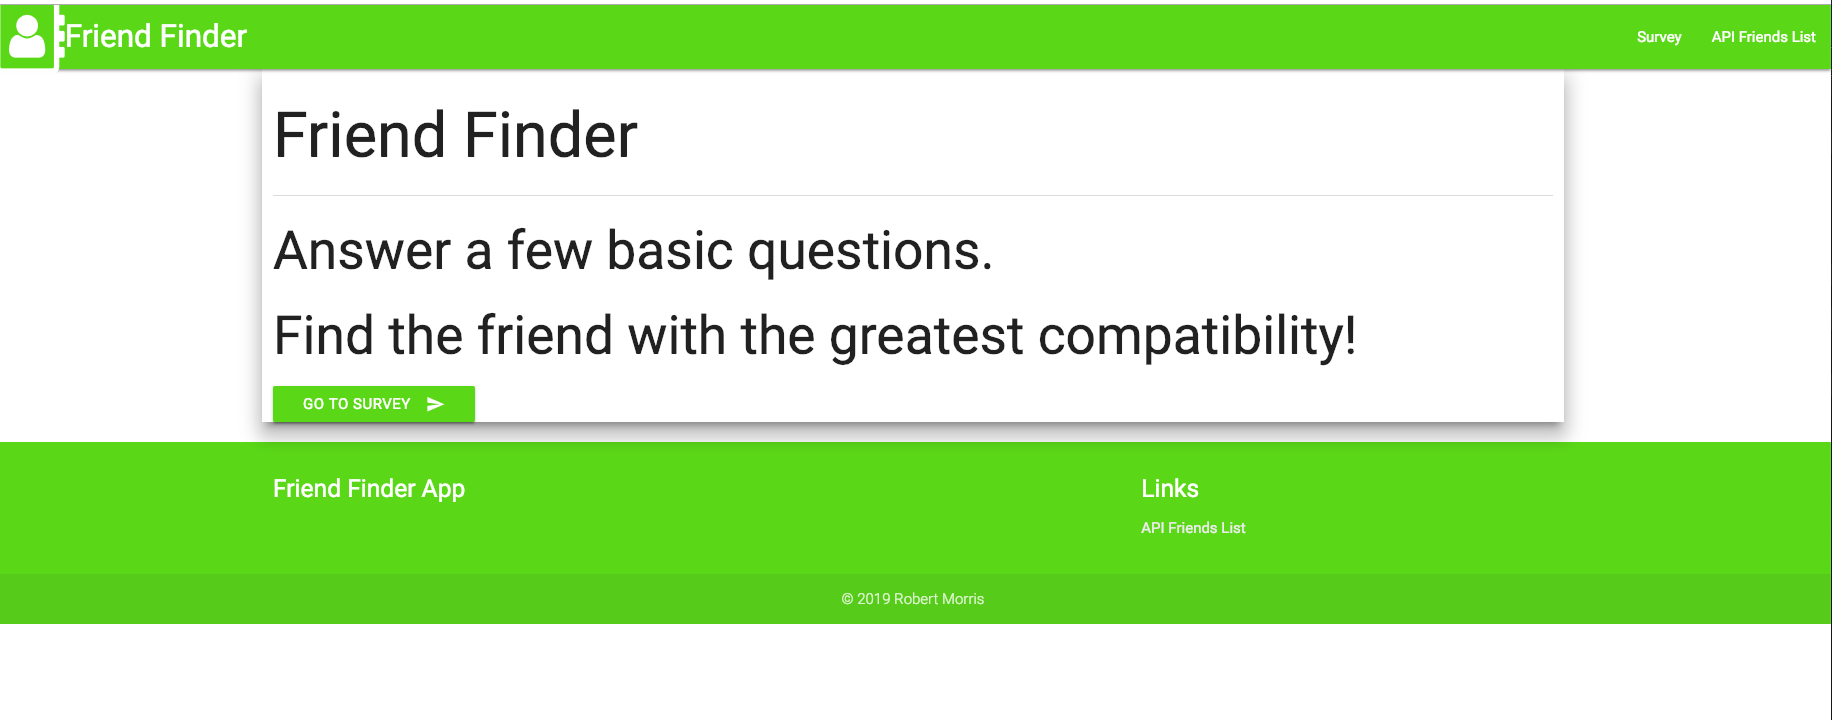 Friend Finder
Survey
API Friends List
Friend Finder
Answer a few basic questions.
Find the friend with the greatest compatibility!
GO TO SURVEY
Friend Finder App
Links
API Friends List
© 2019 Robert Morris